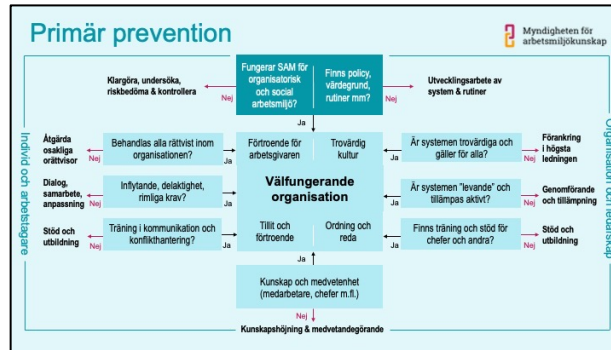 Primär prevention
Myndigheten för
arbetsmiljökunskap
Fungerar SAM för
organisatorisk
och social
arbetsmiljö?
Finns policy,
värdegrund,
rutiner mm?
Klargöra, undersöka,
riskbedöma & kontrollera
Nej
Nej
Utvecklingsarbete av
system & rutiner
Ja
Individ och arbetstagare
Åtgärda
osakliga
orättvisor
Nej
Behandlas alla rättvist inom
organisationen?
Ja
Förtroende för
arbetsgivaren
Trovärdig
kultur
Ja
Är systemen trovärdiga och
gäller för alla?
Nej
Förankring
i högsta
ledningen
Dialog,
samarbete,
anpassning
Nej
Inflytande, delaktighet,
rimliga krav?
Ja
Välfungerande
organisation
Ja
Är systemen "levande" och
tillämpas aktivt?
Nej
Genomförande
och tillämpning
Stöd och
utbildning
Nej
Träning i kommunikation och
konflikthantering?
Ja
Tillit och
förtroende
Ordning och
reda
Ja
Finns träning och stöd för
chefer och andra?
Nej
Stöd och
utbildning
Organisation och ledarskap
Ja
Kunskap och medvetenhet
(medarbetare, chefer m.fl.)
Nej
Kunskapshöjning & medvetandegörande